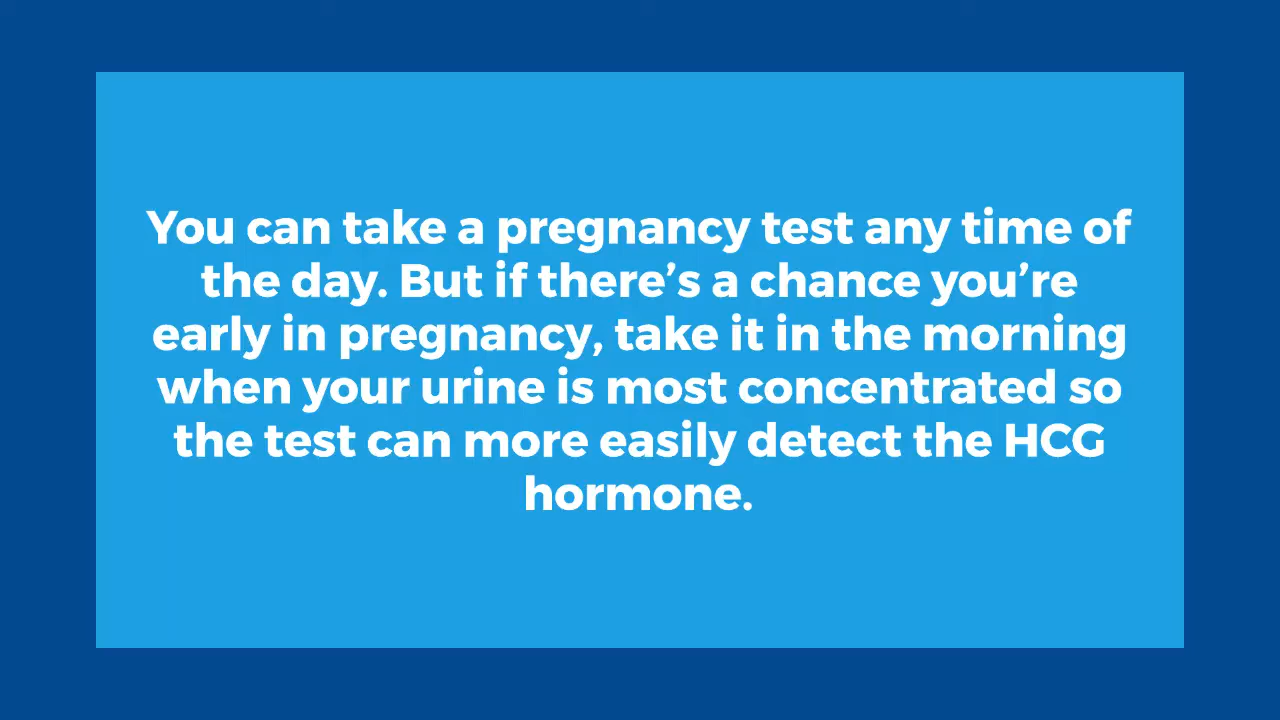 You can take a pregnancy test any time of
the day. But if there’s a chance you’re
early in pregnancy, take it in the morning
when your urine is most concentrated so
the test can more easily detect the HCG
hormone.